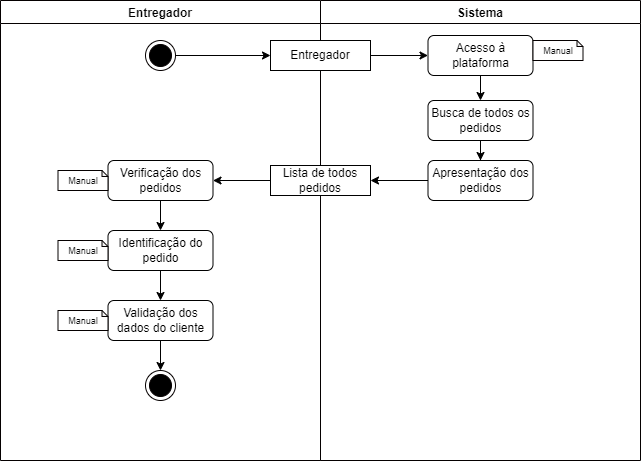 Entregador
Sistema
Entregador
Acesso à
plataforma
Manual
Busca de todos os
pedidos
Manual
Verificação dos
pedidos
Lista de todos
pedidos
Apresentação dos
pedidos
Manual
Identificação do
pedido
Manual
Validação dos
dados do cliente